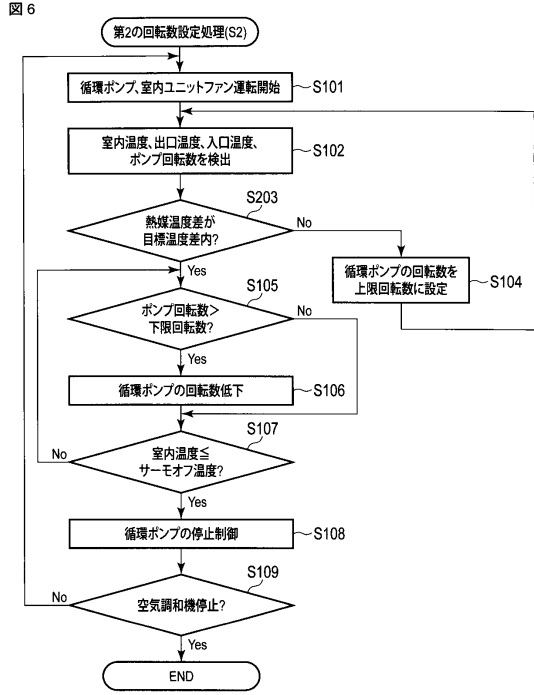 図6
第2の回転数設定処理(S2)
循環ポンプ、室内ユニットファン運転開始
S101
室内温度、出口温度、入口温度、
ポンプ回転数を検出
S102
熱媒温度差が
目標温度差内?
S203
No
Yes
循環ポンプの回転数を
上限回転数に設定
S104
ポンプ回転数>
下限回転数?
S105
No
Yes
循環ポンプの回転数低下
S106
室内温度≦
サーモオフ温度?
S107
No
Yes
循環ポンプの停止制御
S108
空気調和機停止?
S109
No
Yes
END